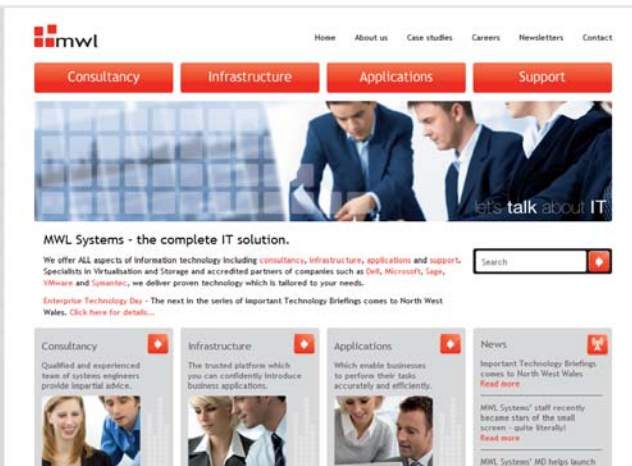 mwl
Home About us Case studies Careers Newsletters Contact
Consultancy Infrastructure Applications Support
let's talk about IT
MWL Systems - the complete IT solution.
We offer ALL aspects of information technology including consultancy, infrastructure, applications and support.
Specialists in Virtualisation and Storage and accredited partners of companies such as Dell, Microsoft, Sage,
VMware and Symantec, we deliver proven technology which is tailored to your needs.
Search
Enterprise Technology Day - The next in the series of important Technology Briefings comes to North West
Wales. Click here for details...
Consultancy
Qualified and experienced
team of systems engineers
provide impartial advice.
Infrastructure
The trusted platform which
you can confidently introduce
business applications.
Applications
Which enable businesses
to perform their tasks
accurately and efficiently.
News
Important Technology Briefings
comes to North West Wales
Read more
MWL Systems' staff recently
became stars of the small
screen - quite literally!
Read more
MWL Systems' MD helps launch